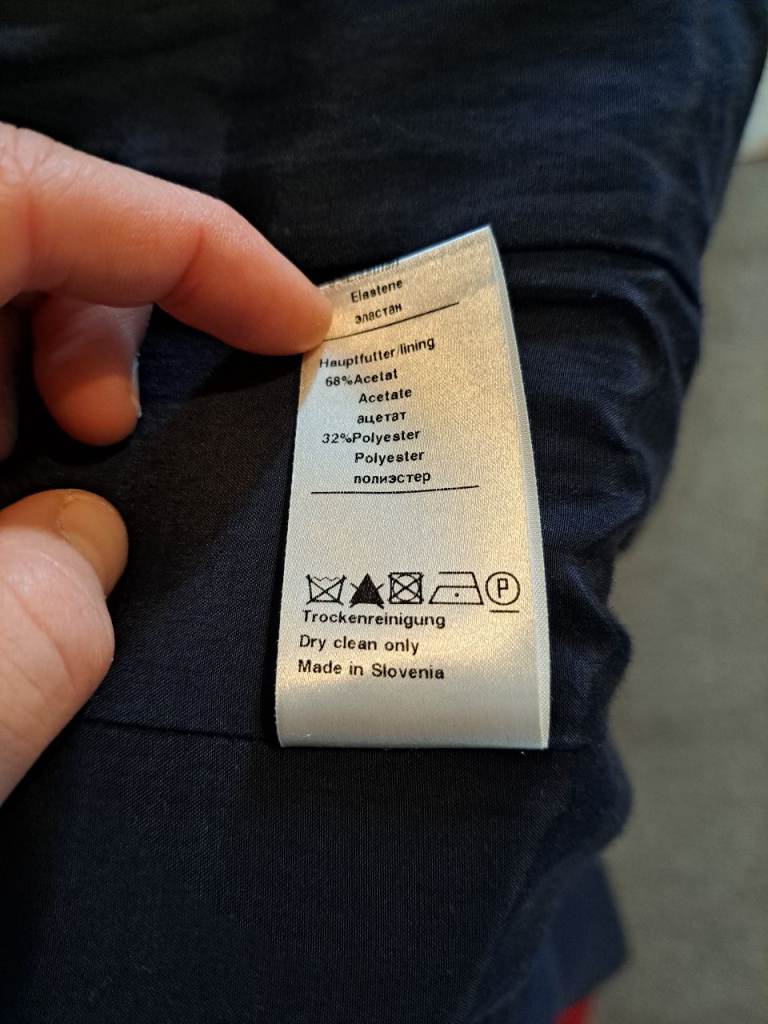 Elastene
эластан
Hauptfutter/lining
68%Acetat
Acetate
ацетат
32%Polyester
Polyester
полиэстер
P
Trockenreinigung
Dry clean only
Made in Slovenia